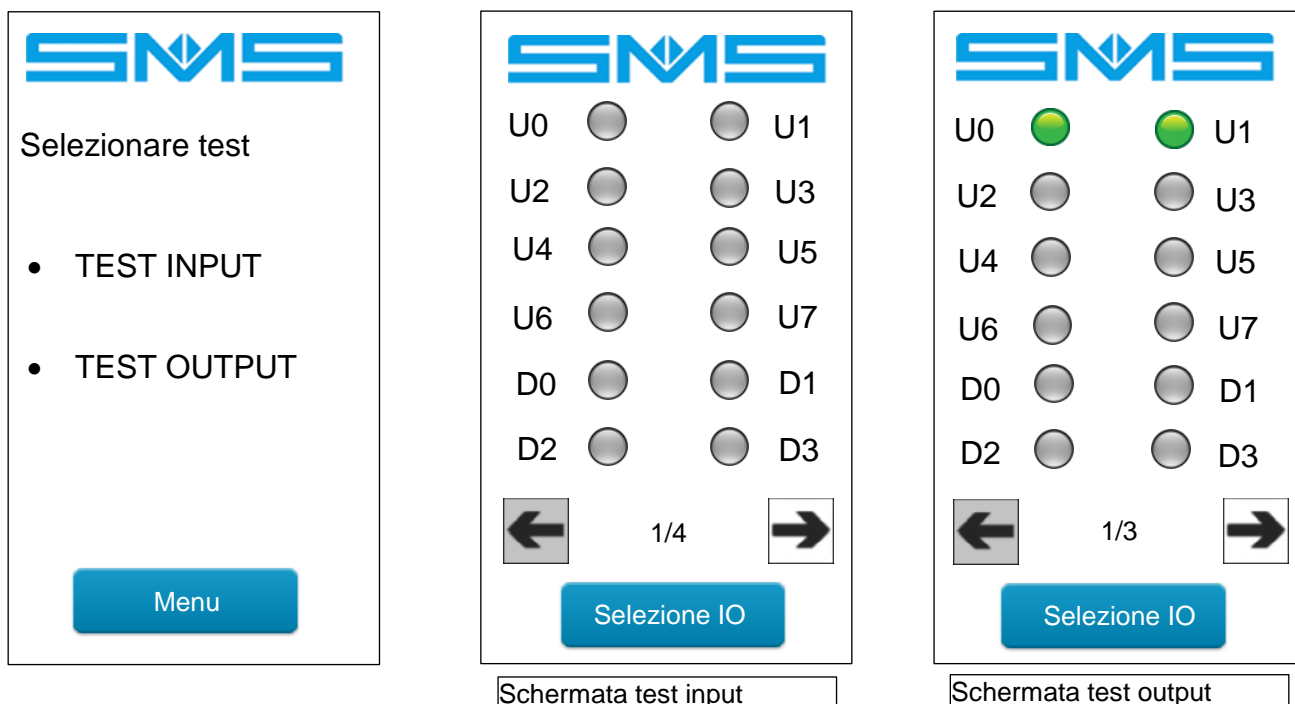 SMS
Selezionare test
• TEST INPUT
• TEST OUTPUT
Menu
SMS
U0 U1
U2 U3
U4 U5
U6 U7
D0 D1
D2 D3
1/4
Selezione IO
Schermata test input
SMS
U0 U1
U2 U3
U4 U5
U6 U7
D0 D1
D2 D3
1/3
Selezione IO
Schermata test output